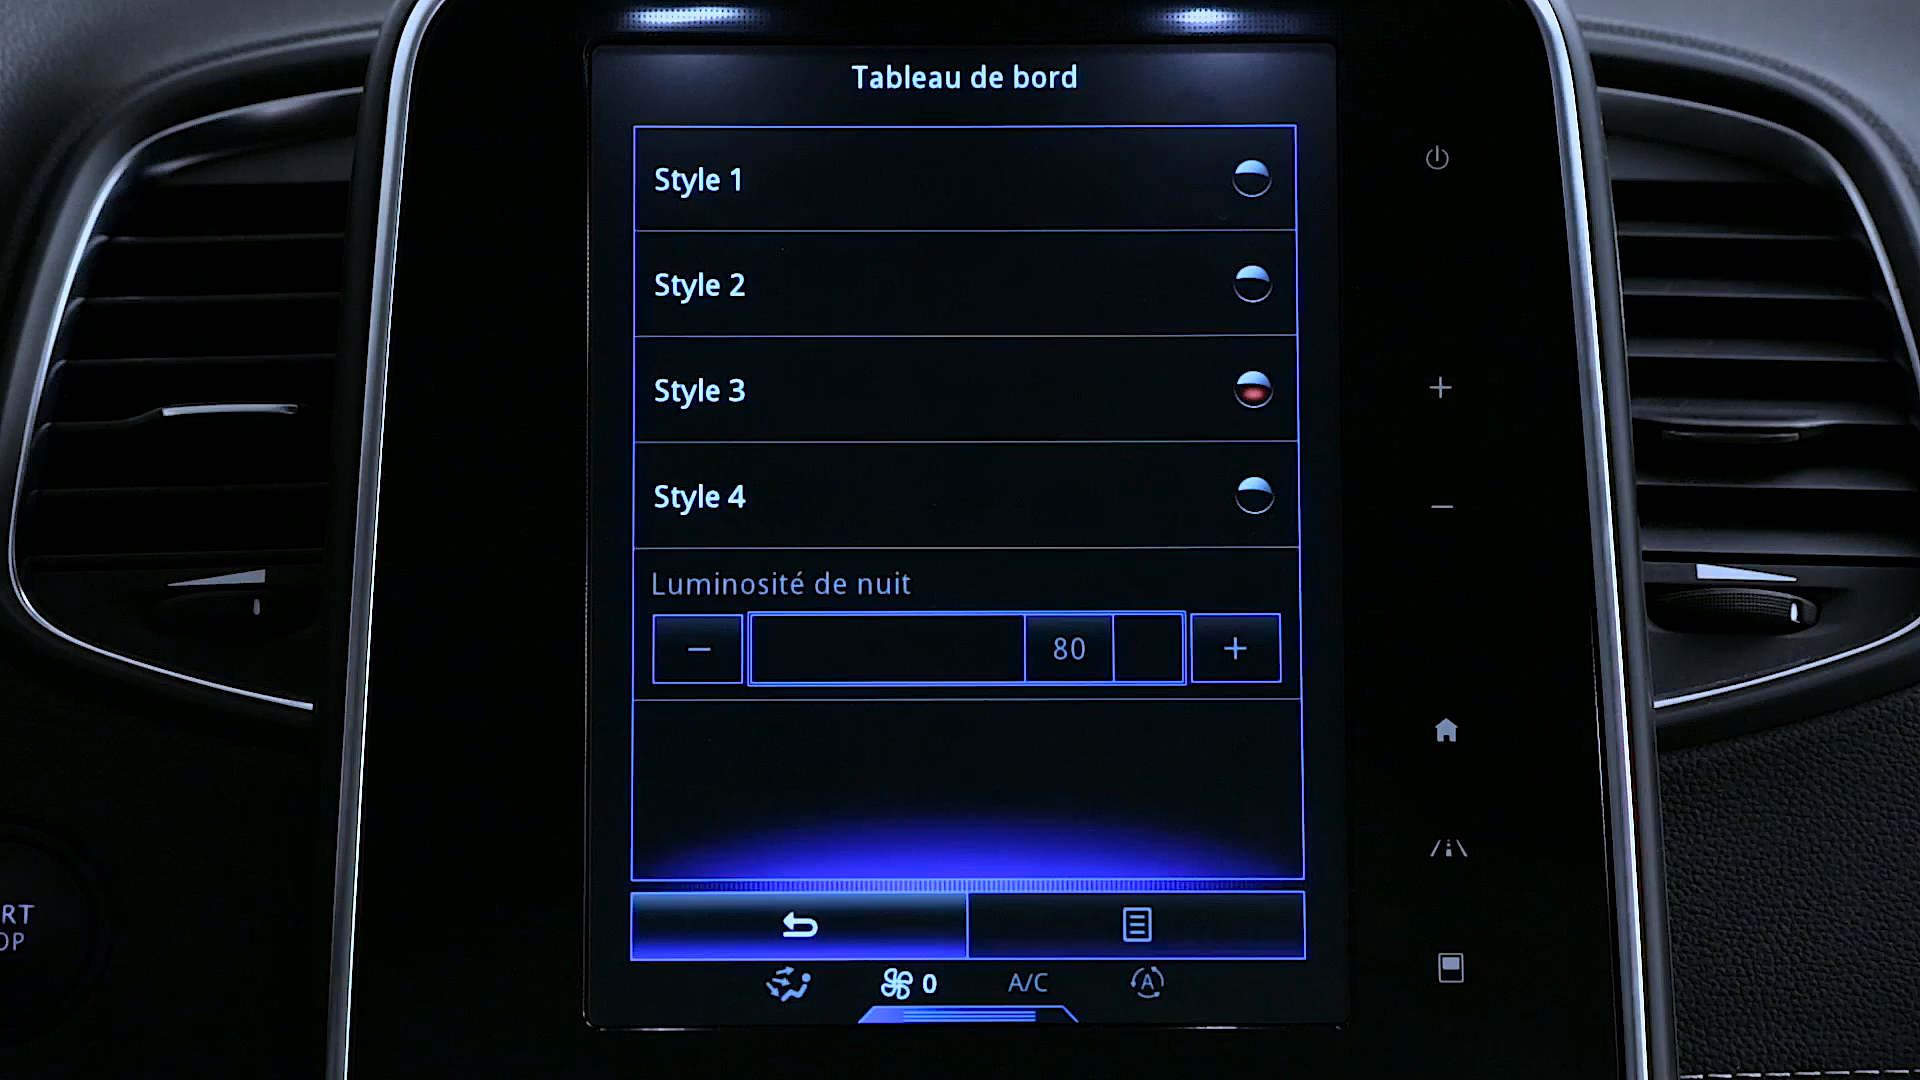 Tableau de bord
Style 1
Style 2
Style 3
Style 4
Luminosité de nuit
− 80 +
0 A/C A
RT
OP